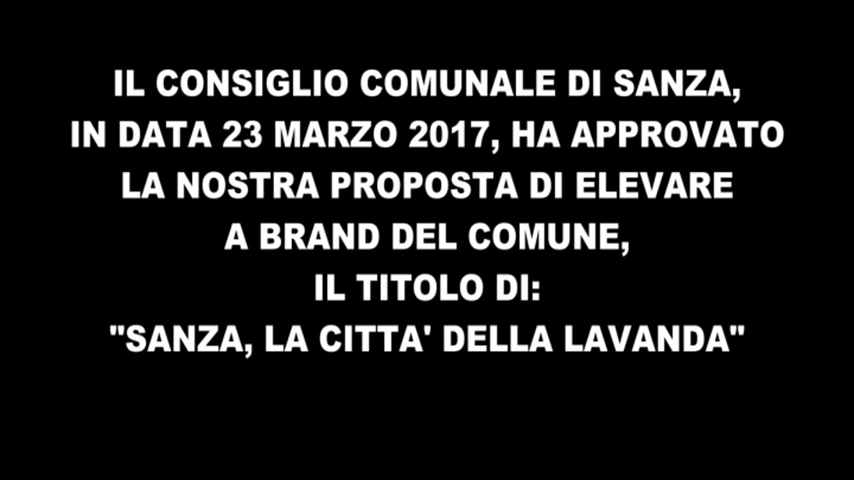 IL CONSIGLIO COMUNALE DI SANZA,
IN DATA 23 MARZO 2017, HA APPROVATO
LA NOSTRA PROPOSTA DI ELEVARE
A BRAND DEL COMUNE,
IL TITOLO DI:
"SANZA, LA CITTA' DELLA LAVANDA"